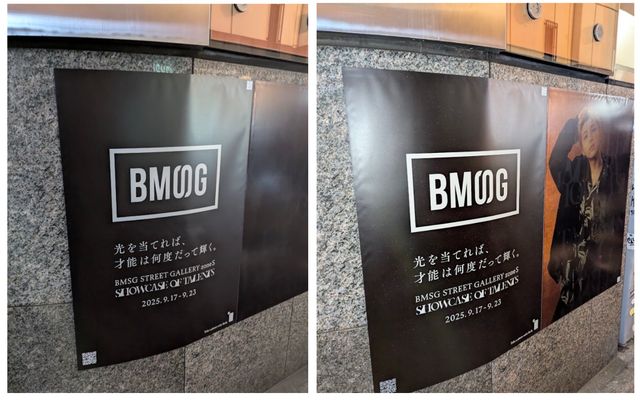 BMSG
光を当てれば、
才能は何度だって輝く。
BMSG STREET GALLERY 2025
SHOWCASE OF TALENTS
2025. 9.17 – 9.23
BMSG
光を当てれば、
才能は何度だって輝く。
BMSG STREET GALLERY 2025
SHOWCASE OF TALENTS
2025. 9.17 – 9.23